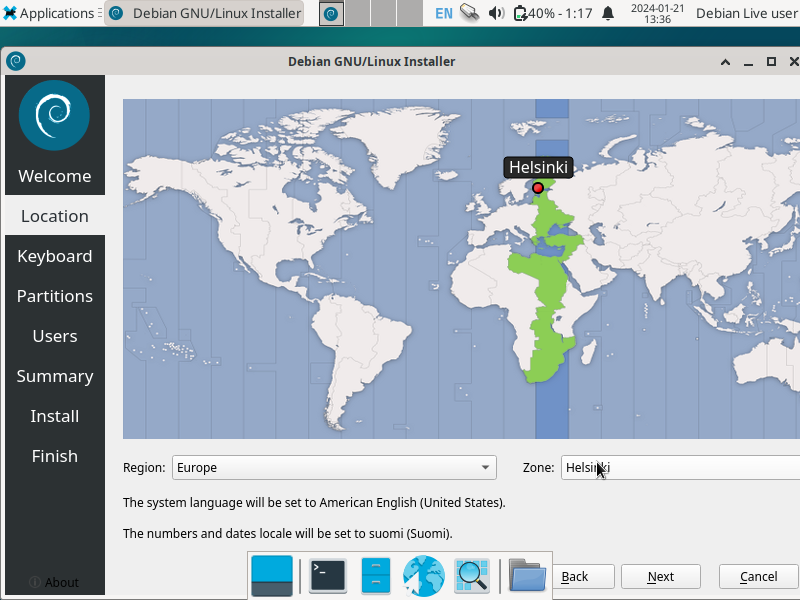 Applications
Debian GNU/Linux Installer
EN
40% - 1:17
2024-01-21
13:36
Debian Live user
Debian GNU/Linux Installer
Welcome
Location
Keyboard
Partitions
Users
Summary
Install
Finish
About
Helsinki
Region:
Europe
Zone:
Helsinki
The system language will be set to American English (United States).
The numbers and dates locale will be set to suomi (Suomi).
Back
Next
Cancel